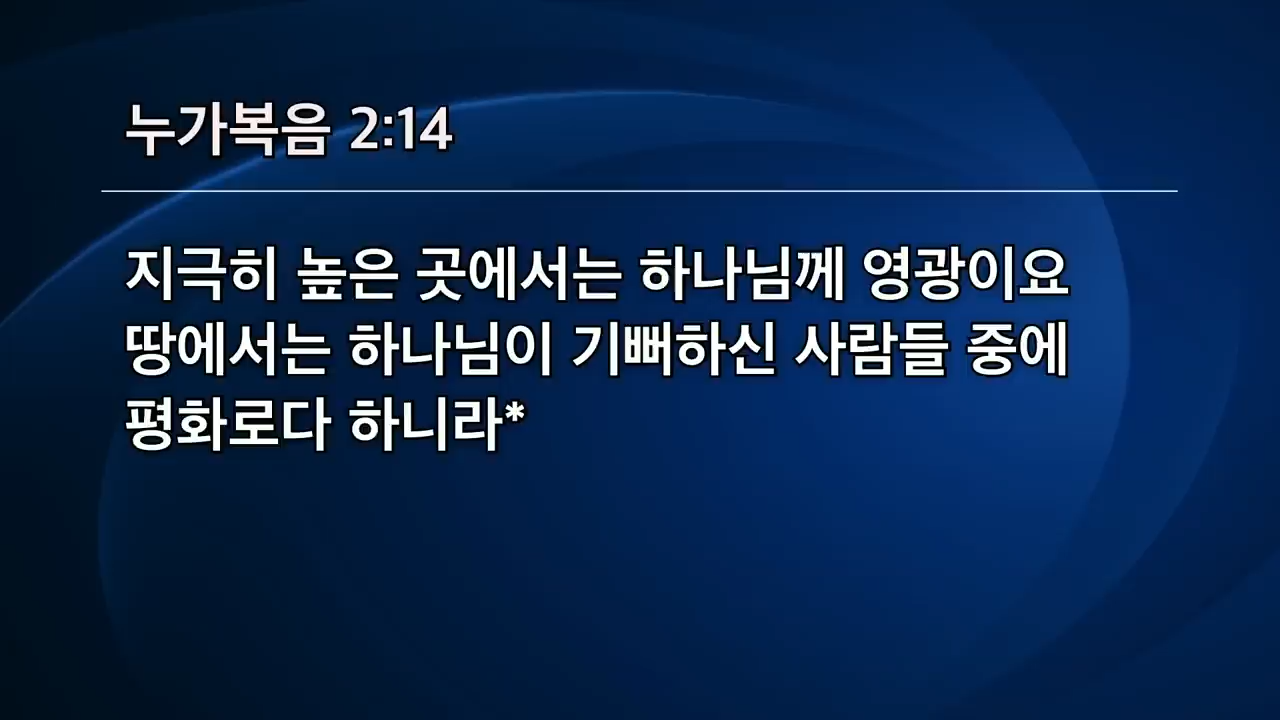 누가복음 2:14
지극히 높은 곳에서는 하나님께 영광이요
땅에서는 하나님이 기뻐하신 사람들 중에
평화로다 하니라*